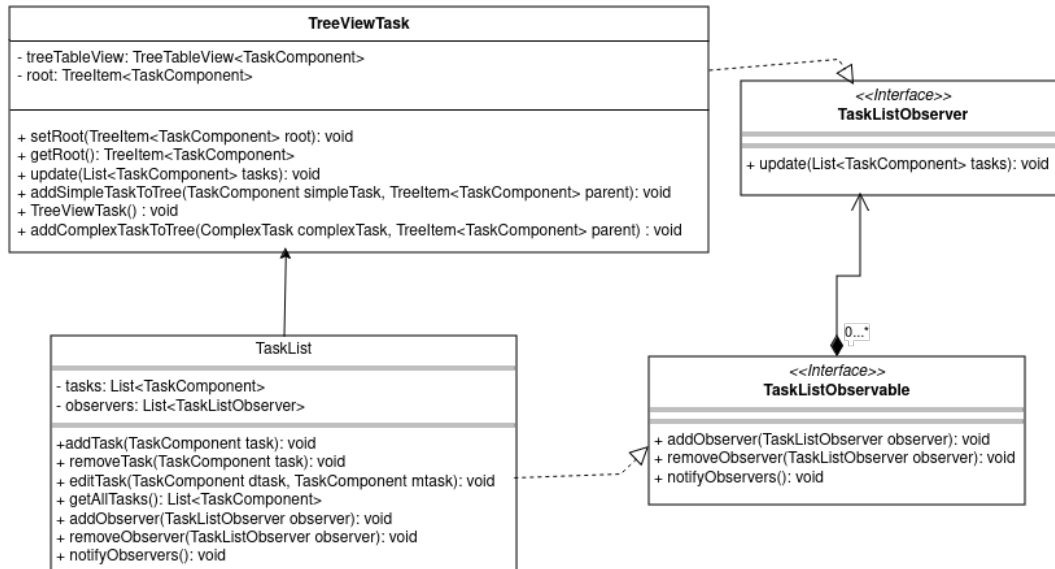 TreeViewTask
- treeTableView: TreeTableView<TaskComponent>
- root: TreeItem<TaskComponent>
+ setRoot(TreeItem<TaskComponent> root): void
+ getRoot(): TreeItem<TaskComponent>
+ update(List<TaskComponent> tasks): void
+ addSimpleTaskToTree(TaskComponent simpleTask, TreeItem<TaskComponent> parent): void
+ TreeViewTask() : void
+ addComplexTaskToTree(ComplexTask complexTask, TreeItem<TaskComponent> parent) : void
<<Interface>>
TaskListObserver
+ update(List<TaskComponent> tasks): void
TaskList
- tasks: List<TaskComponent>
- observers: List<TaskListObserver>
+addTask(TaskComponent task): void
+ removeTask(TaskComponent task): void
+ editTask(TaskComponent dtask, TaskComponent mtask): void
+ getAllTasks(): List<TaskComponent>
+ addObserver(TaskListObserver observer): void
+ removeObserver(TaskListObserver observer): void
+ notifyObservers(): void
0...*
<<Interface>>
TaskListObservable
+ addObserver(TaskListObserver observer): void
+ removeObserver(TaskListObserver observer): void
+ notifyObservers(): void